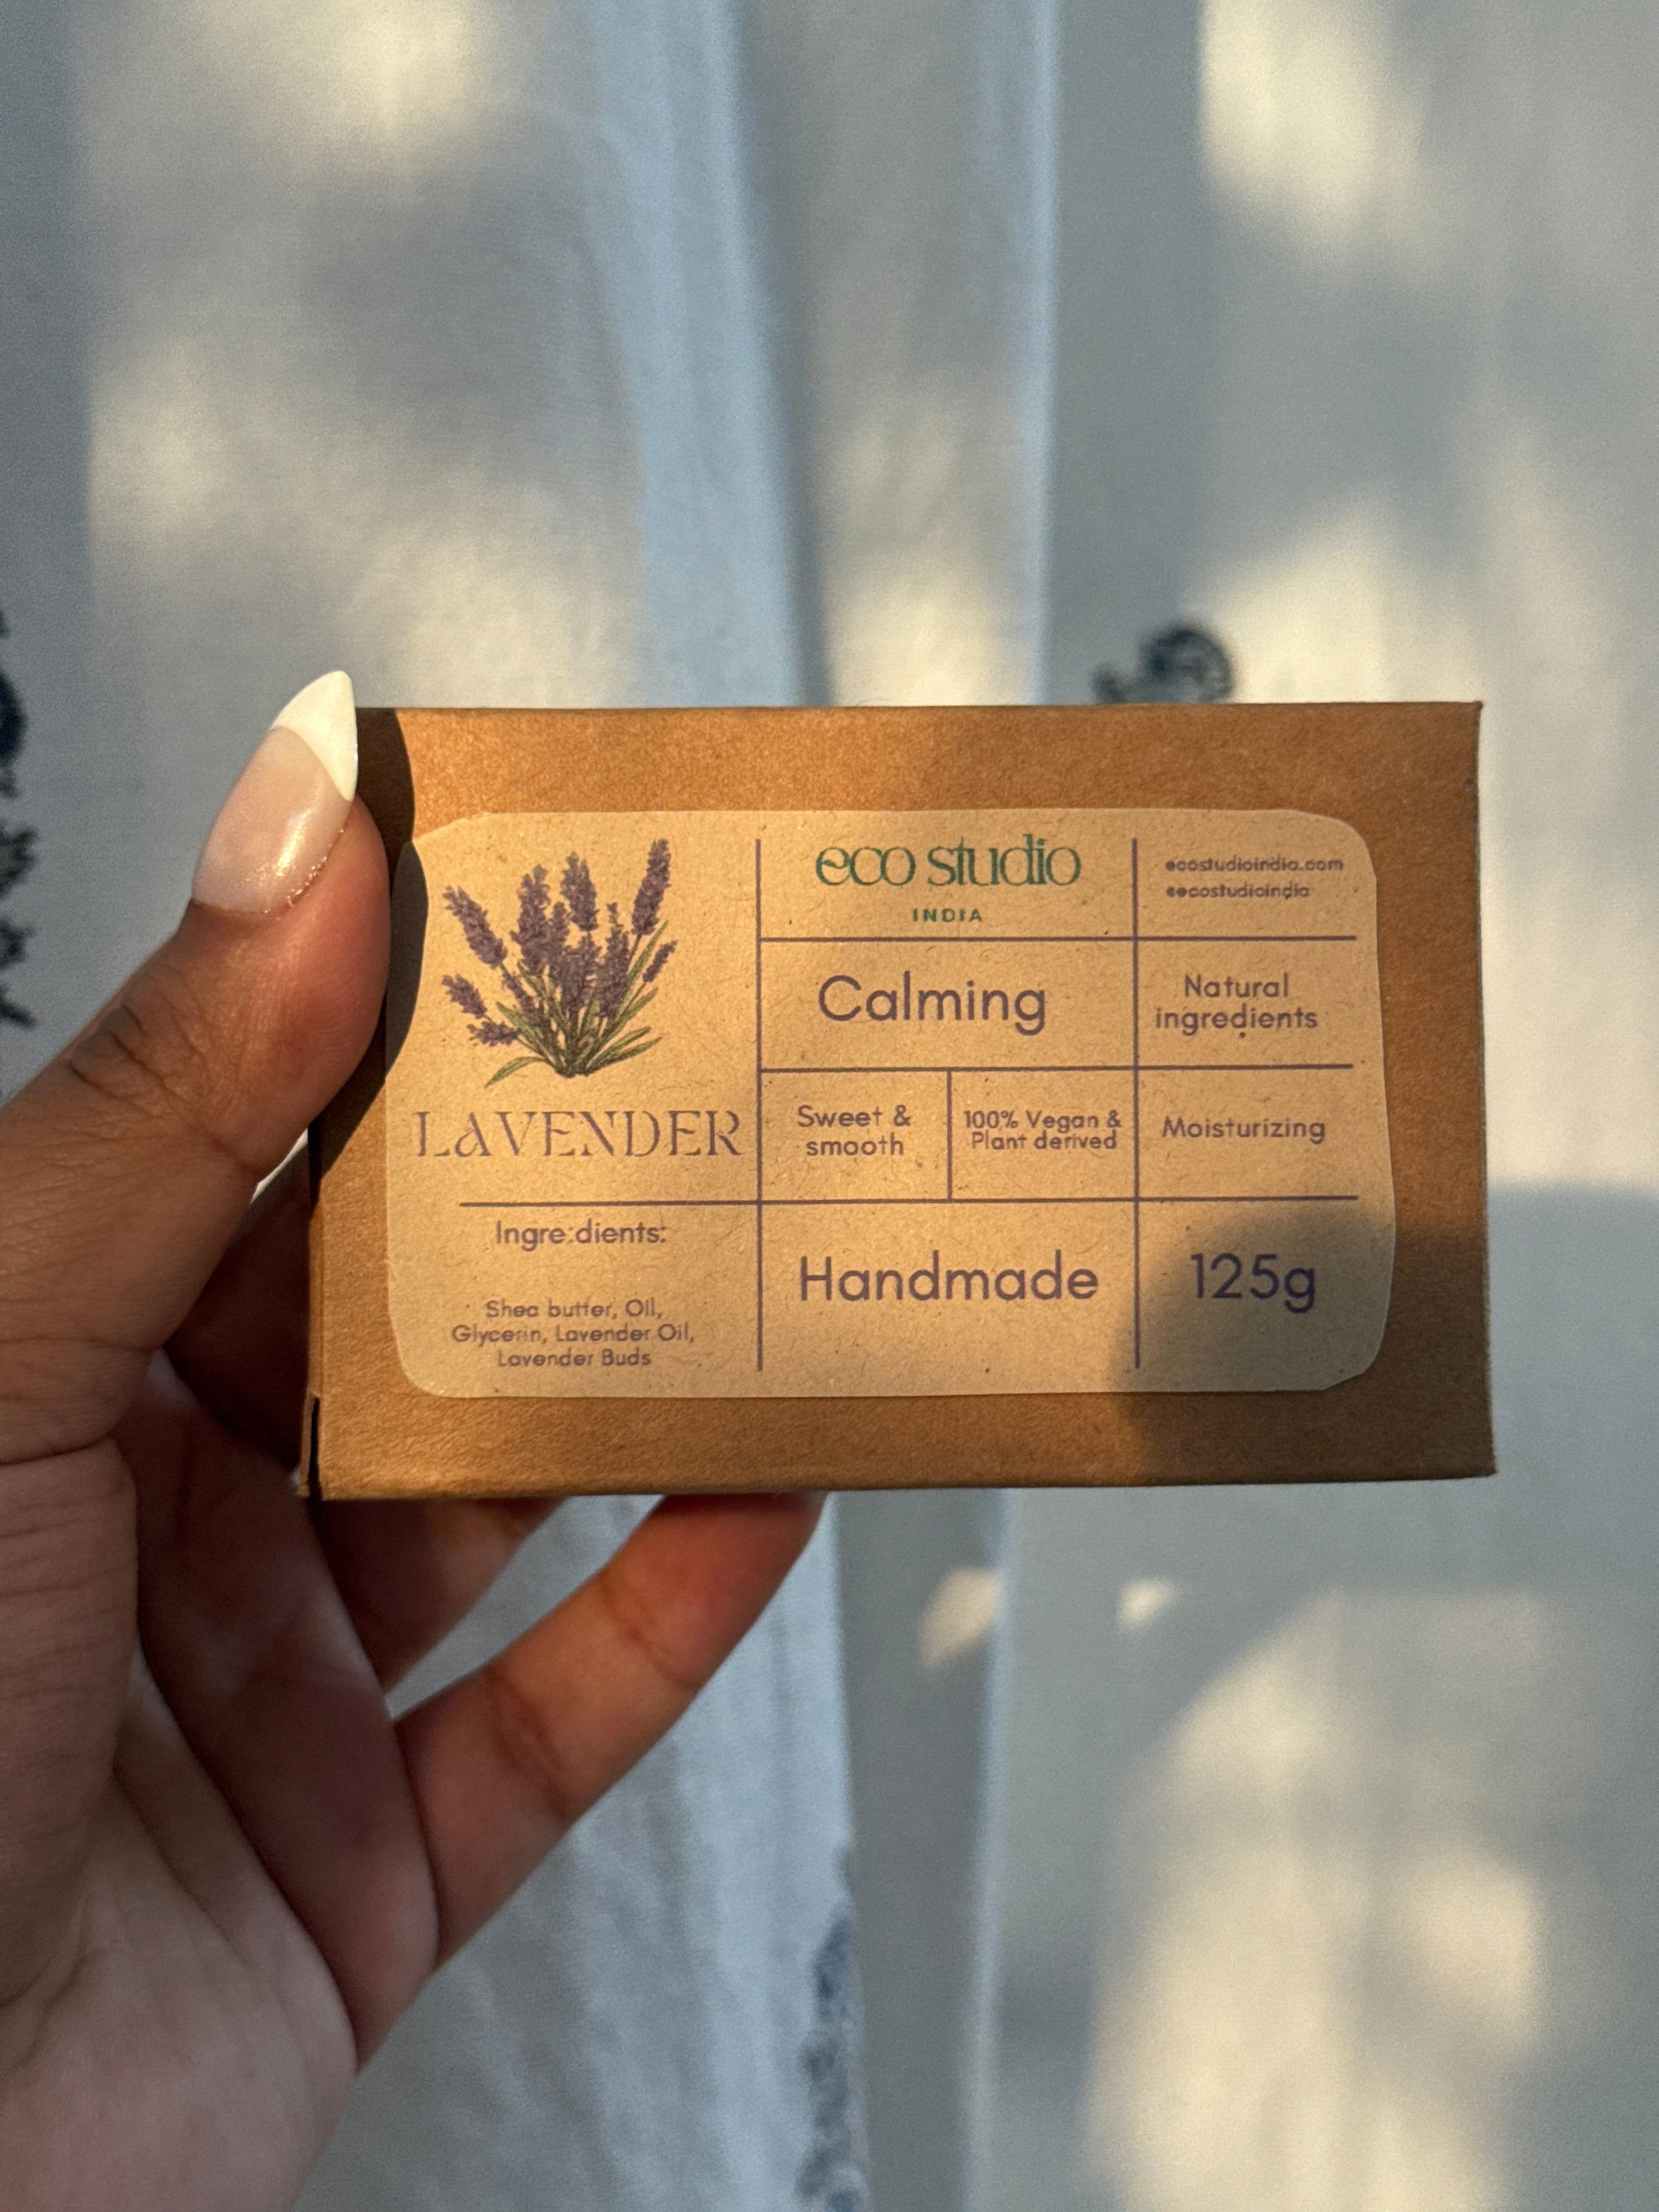 eco studio
INDIA
ecostudioindia.com
@ecostudioindia
Calming
Natural
ingredients
LAVENDER
Sweet &
smooth
100% Vegan &
Plant derived
Moisturizing
Ingredients:
Shea butter, OIl,
Glycerin, Lavender Oil,
Lavender Buds
Handmade
125g